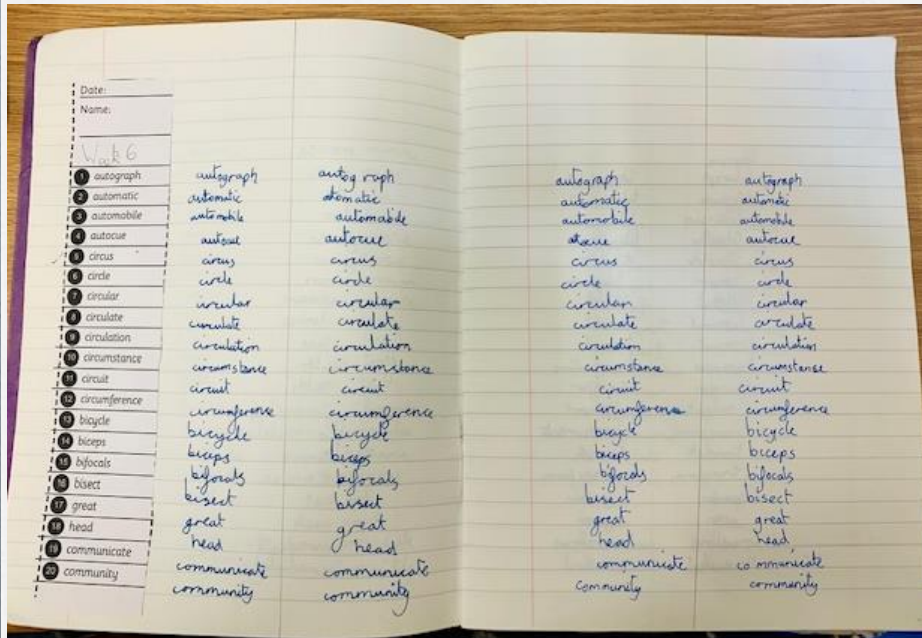 Date:
Name:
Week 6
1 autograph autograph autog raph autograph autograph
2 automatic automatic atomatic automatic automatic
3 automobile automobile automobile automobile automobile
4 autocue autocue autocue atocue autocue
5 circus circus circus circus circus
6 circle circle circle circle circle
7 circular circular circular circular circular
8 circulate circulate circulate circulate circulate
9 circulation circulation circulation circulation circulation
10 circumstance circumstance circumstance circumstance circumstanse
11 circuit circuit circuit circuit circuit
12 circumference circumference circumference circumference circumference
13 bicycle bicycle bicycle bicycle bicycle
14 biceps biceps biceps biceps biceps
15 bifocals bifocals bifocals bifocals bifocals
16 bisect bisect bisect bisect bisect
17 great great great great great
18 head head head head head
19 communicate communicate communicate communicate co mmunicate
20 community community community community community